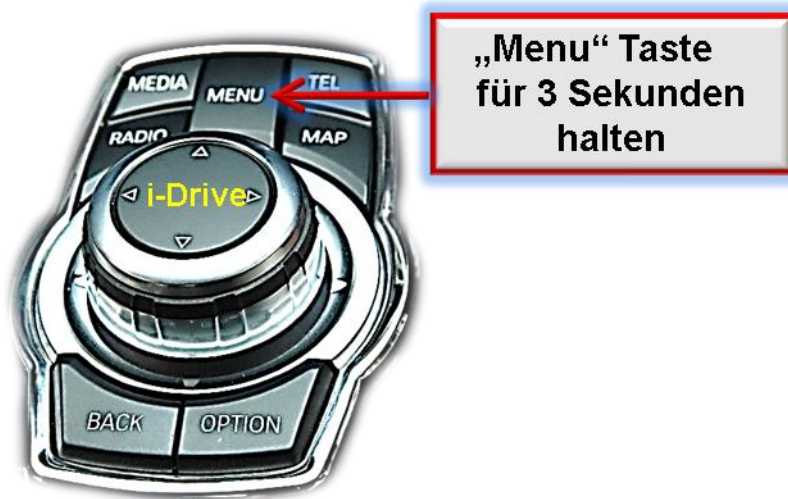 „Menu“ Taste
für 3 Sekunden
halten
MEDIA
MENU
TEL
RADIO
MAP
i-Drive
BACK
OPTION